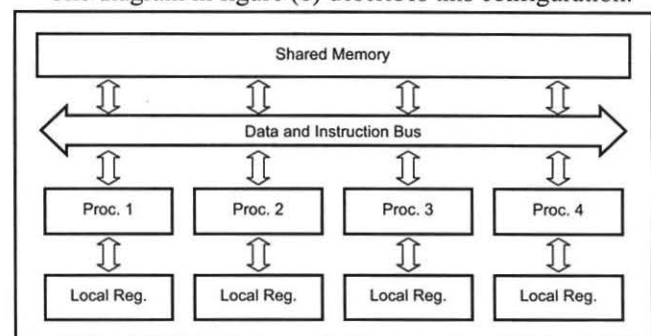 The diagram in figure describes this configuration.
Shared Memory
Data and Instruction Bus
Proc. 1 Proc. 2 Proc. 3 Proc. 4
Local Reg. Local Reg. Local Reg. Local Reg.